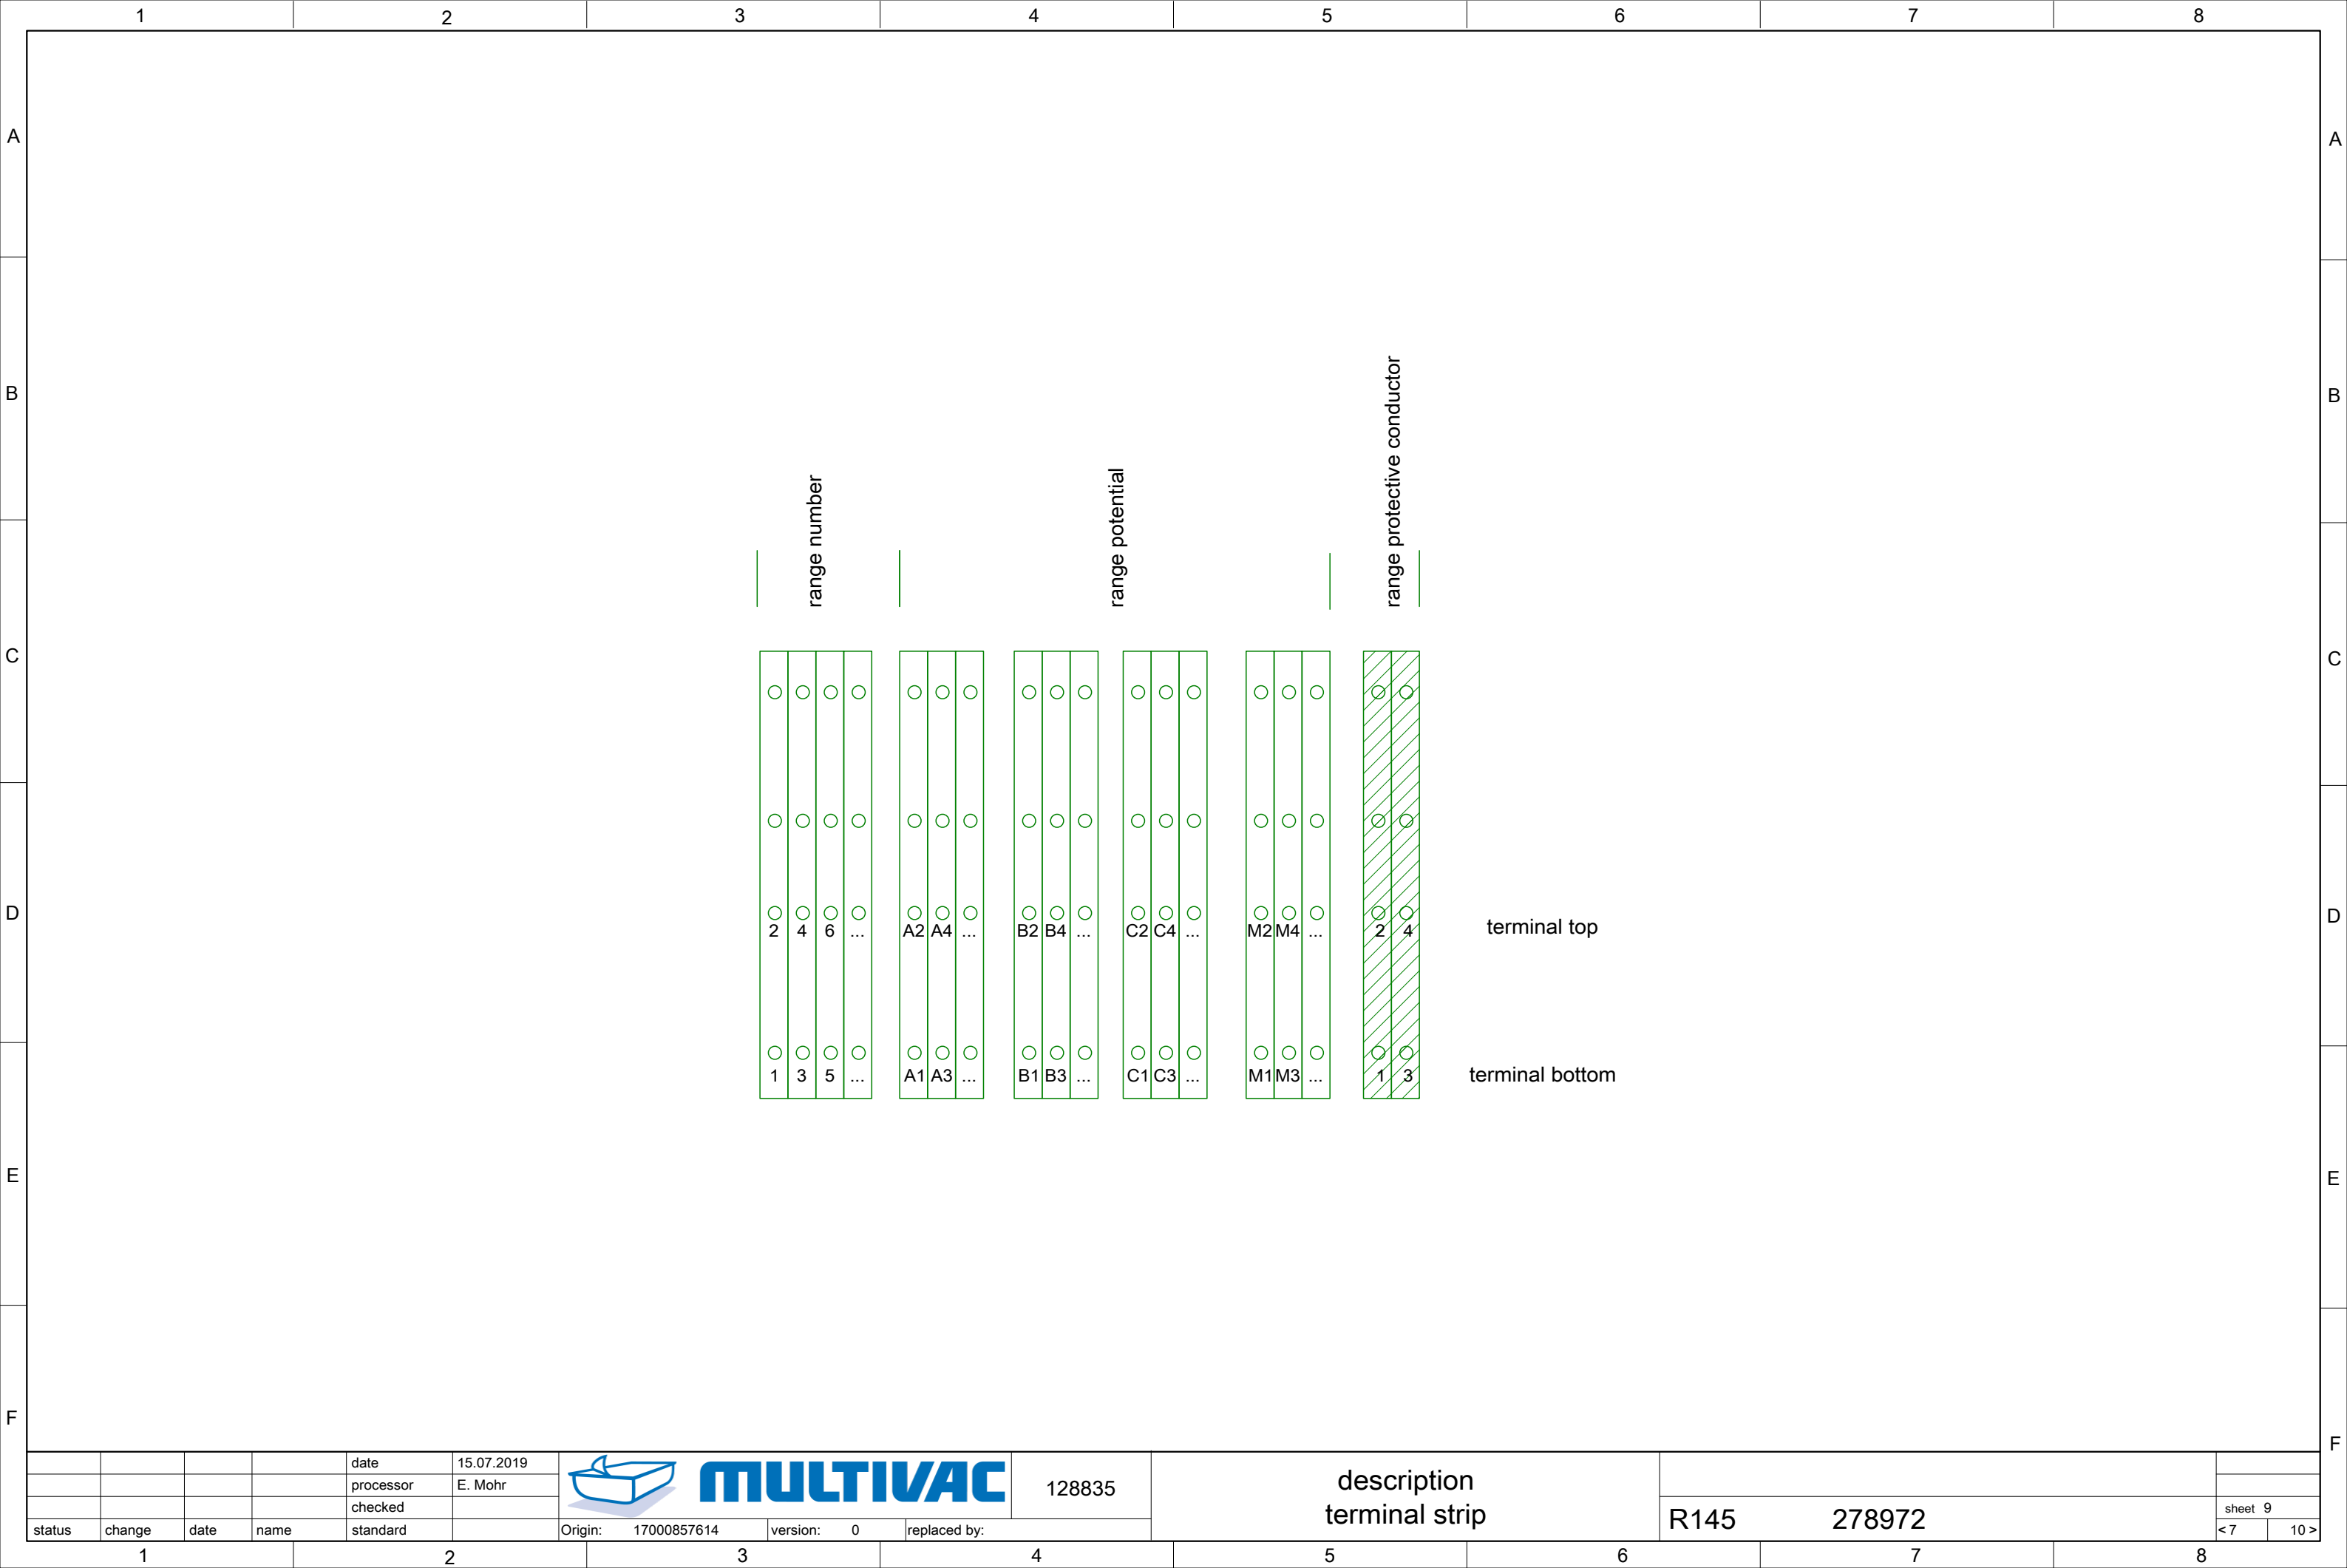 1 2 3 4 5 6 7 8
A A
B B
C C
D D
E E
F F
range number
range potential
range protective conductor
2 4 6 ... A2 A4 ... B2 B4 ... C2 C4 ... M2 M4 ... 2 4 terminal top
1 3 5 ... A1 A3 ... B1 B3 ... C1 C3 ... M1 M3 ... 1 3 terminal bottom
date 15.07.2019
processor E. Mohr
checked
status change date name standard
MULTIVAC
128835
Origin: 17000857614 version: 0 replaced by:
description
terminal strip
R145 278972
sheet 9
< 7 10 >
1 2 3 4 5 6 7 8